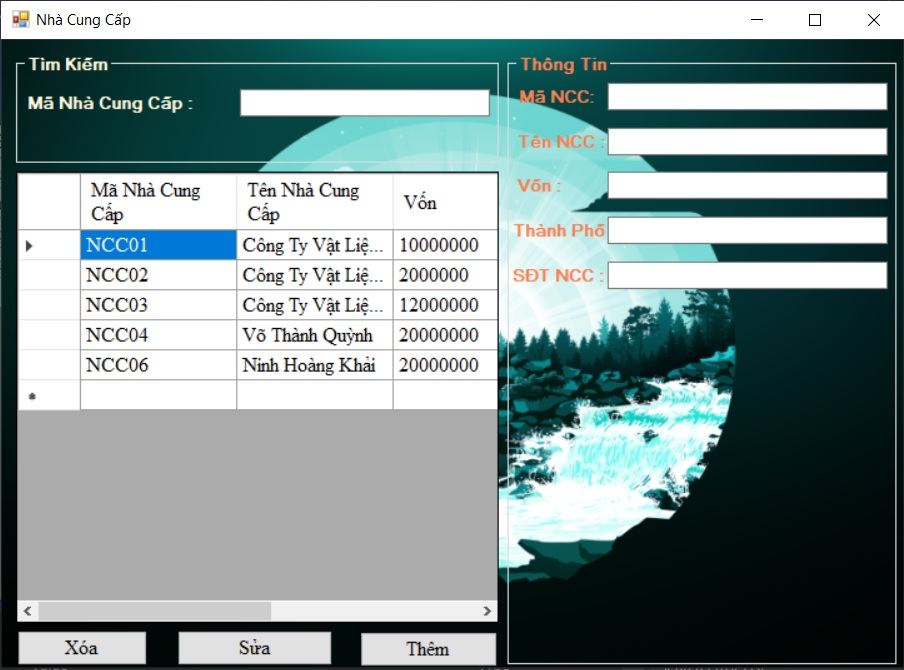 Nhà Cung Cấp
Tìm Kiếm
Mã Nhà Cung Cấp :
Mã Nhà Cung Cấp Tên Nhà Cung Cấp Vốn
NCC01 Công Ty Vật Liệ... 10000000
NCC02 Công Ty Vật Liệ... 2000000
NCC03 Công Ty Vật Liệ... 12000000
NCC04 Võ Thành Quỳnh 20000000
NCC06 Ninh Hoàng Khải 20000000
Xóa Sửa Thêm
Thông Tin
Mã NCC:
Tên NCC :
Vốn :
Thành Phố
SĐT NCC :